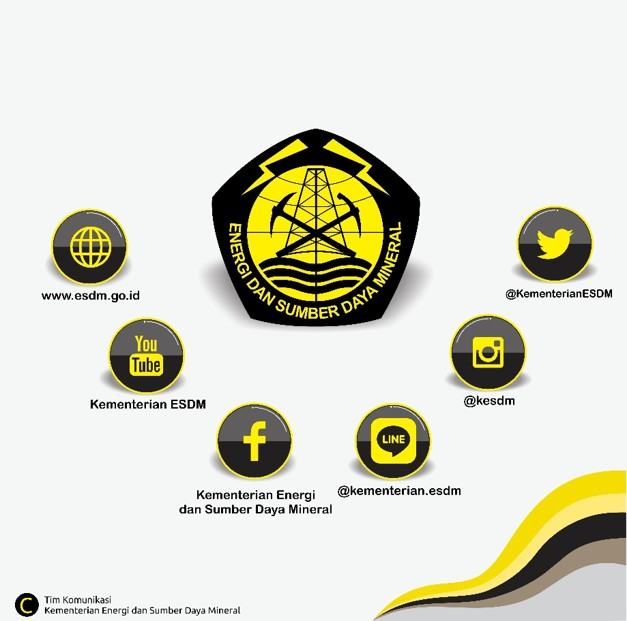 ENERGI DAN SUMBER DAYA MINERAL
www.esdm.go.id
@KementerianESDM
You
Tube
Kementerian ESDM
@kesdm
LINE
Kementerian Energi
dan Sumber Daya Mineral
@kementerian.esdm
C
Tim Komunikasi
Kementerian Energi dan Sumber Daya Mineral